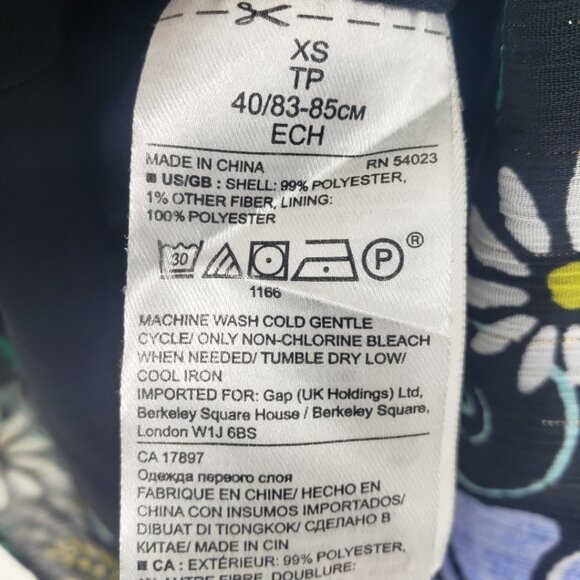 XS
TP
40/83-85CM
ECH
MADE IN CHINA RN 54023
■ US/GB : SHELL: 99% POLYESTER,
1% OTHER FIBER, LINING:
100% POLYESTER
30 P ®
1166
MACHINE WASH COLD GENTLE
CYCLE/ ONLY NON-CHLORINE BLEACH
WHEN NEEDED/ TUMBLE DRY LOW/
COOL IRON
IMPORTED FOR: Gap (UK Holdings) Ltd,
Berkeley Square House / Berkeley Square,
London W1J 6BS
CA 17897
Одежда первого слоя
FABRIQUE EN CHINE/ HECHO EN
CHINA CON INSUMOS IMPORTADOS/
DIBUAT DI TIONGKOK/ СДЕЛАНО В
КИТАЕ/ MADE IN CIN
■ CA : EXTÉRIEUR: 99% POLYESTER,
1% AUTRE FIBRE, DOUBLURE: